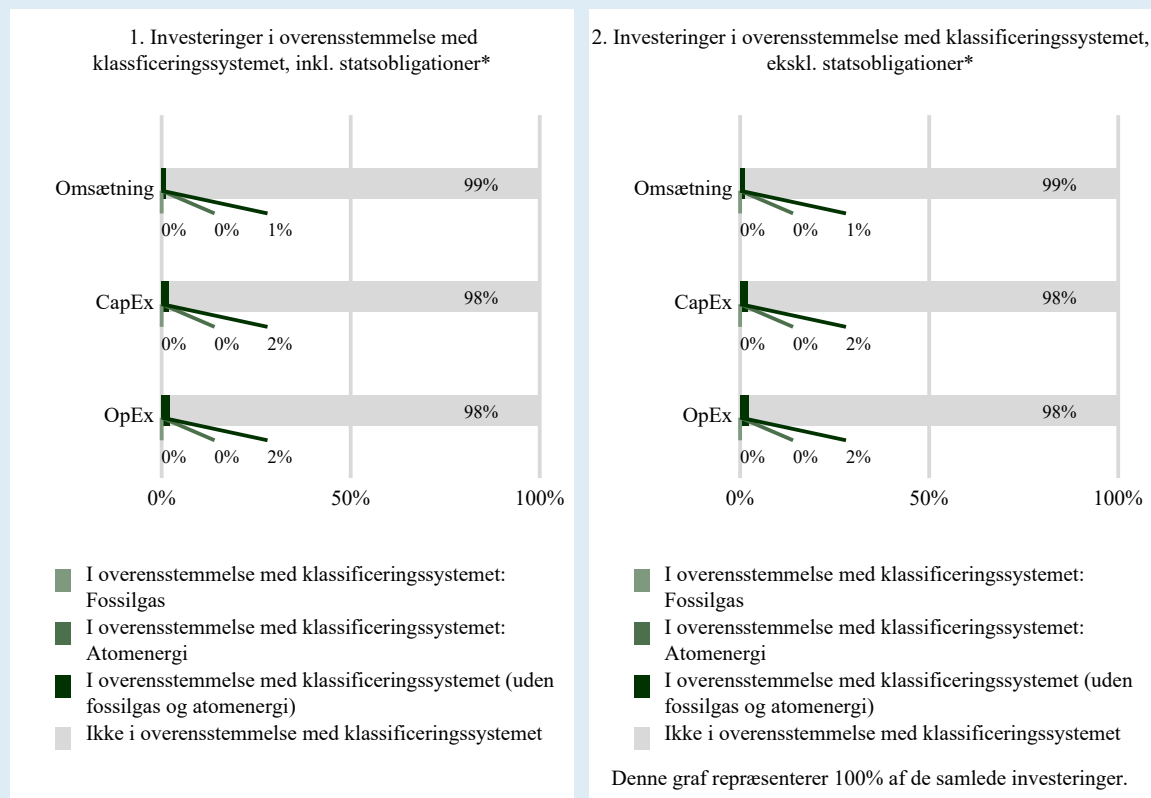 1. Investeringer i overensstemmelse med
klassficeringssystemet, inkl. statsobligationer*
Omsætning
99%
0% 0% 1%
CapEx
98%
0% 0% 2%
OpEx
98%
0% 0% 2%
0% 50% 100%
I overensstemmelse med klassificeringssystemet:
Fossilgas
I overensstemmelse med klassificeringssystemet:
Atomenergi
I overensstemmelse med klassificeringssystemet (uden
fossilgas og atomenergi)
Ikke i overensstemmelse med klassificeringssystemet
2. Investeringer i overensstemmelse med klassificeringssystemet,
ekskl. statsobligationer*
Omsætning
99%
0% 0% 1%
CapEx
98%
0% 0% 2%
OpEx
98%
0% 0% 2%
0% 50% 100%
I overensstemmelse med klassificeringssystemet:
Fossilgas
I overensstemmelse med klassificeringssystemet:
Atomenergi
I overensstemmelse med klassificeringssystemet (uden
fossilgas og atomenergi)
Ikke i overensstemmelse med klassificeringssystemet
Denne graf repræsenterer 100% af de samlede investeringer.